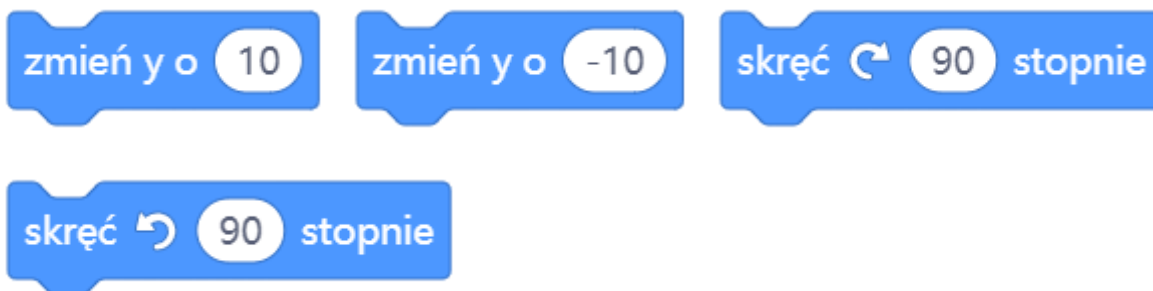 zmień y o 10 zmień y o -10 skręć 90 stopnie
skręć 90 stopnie